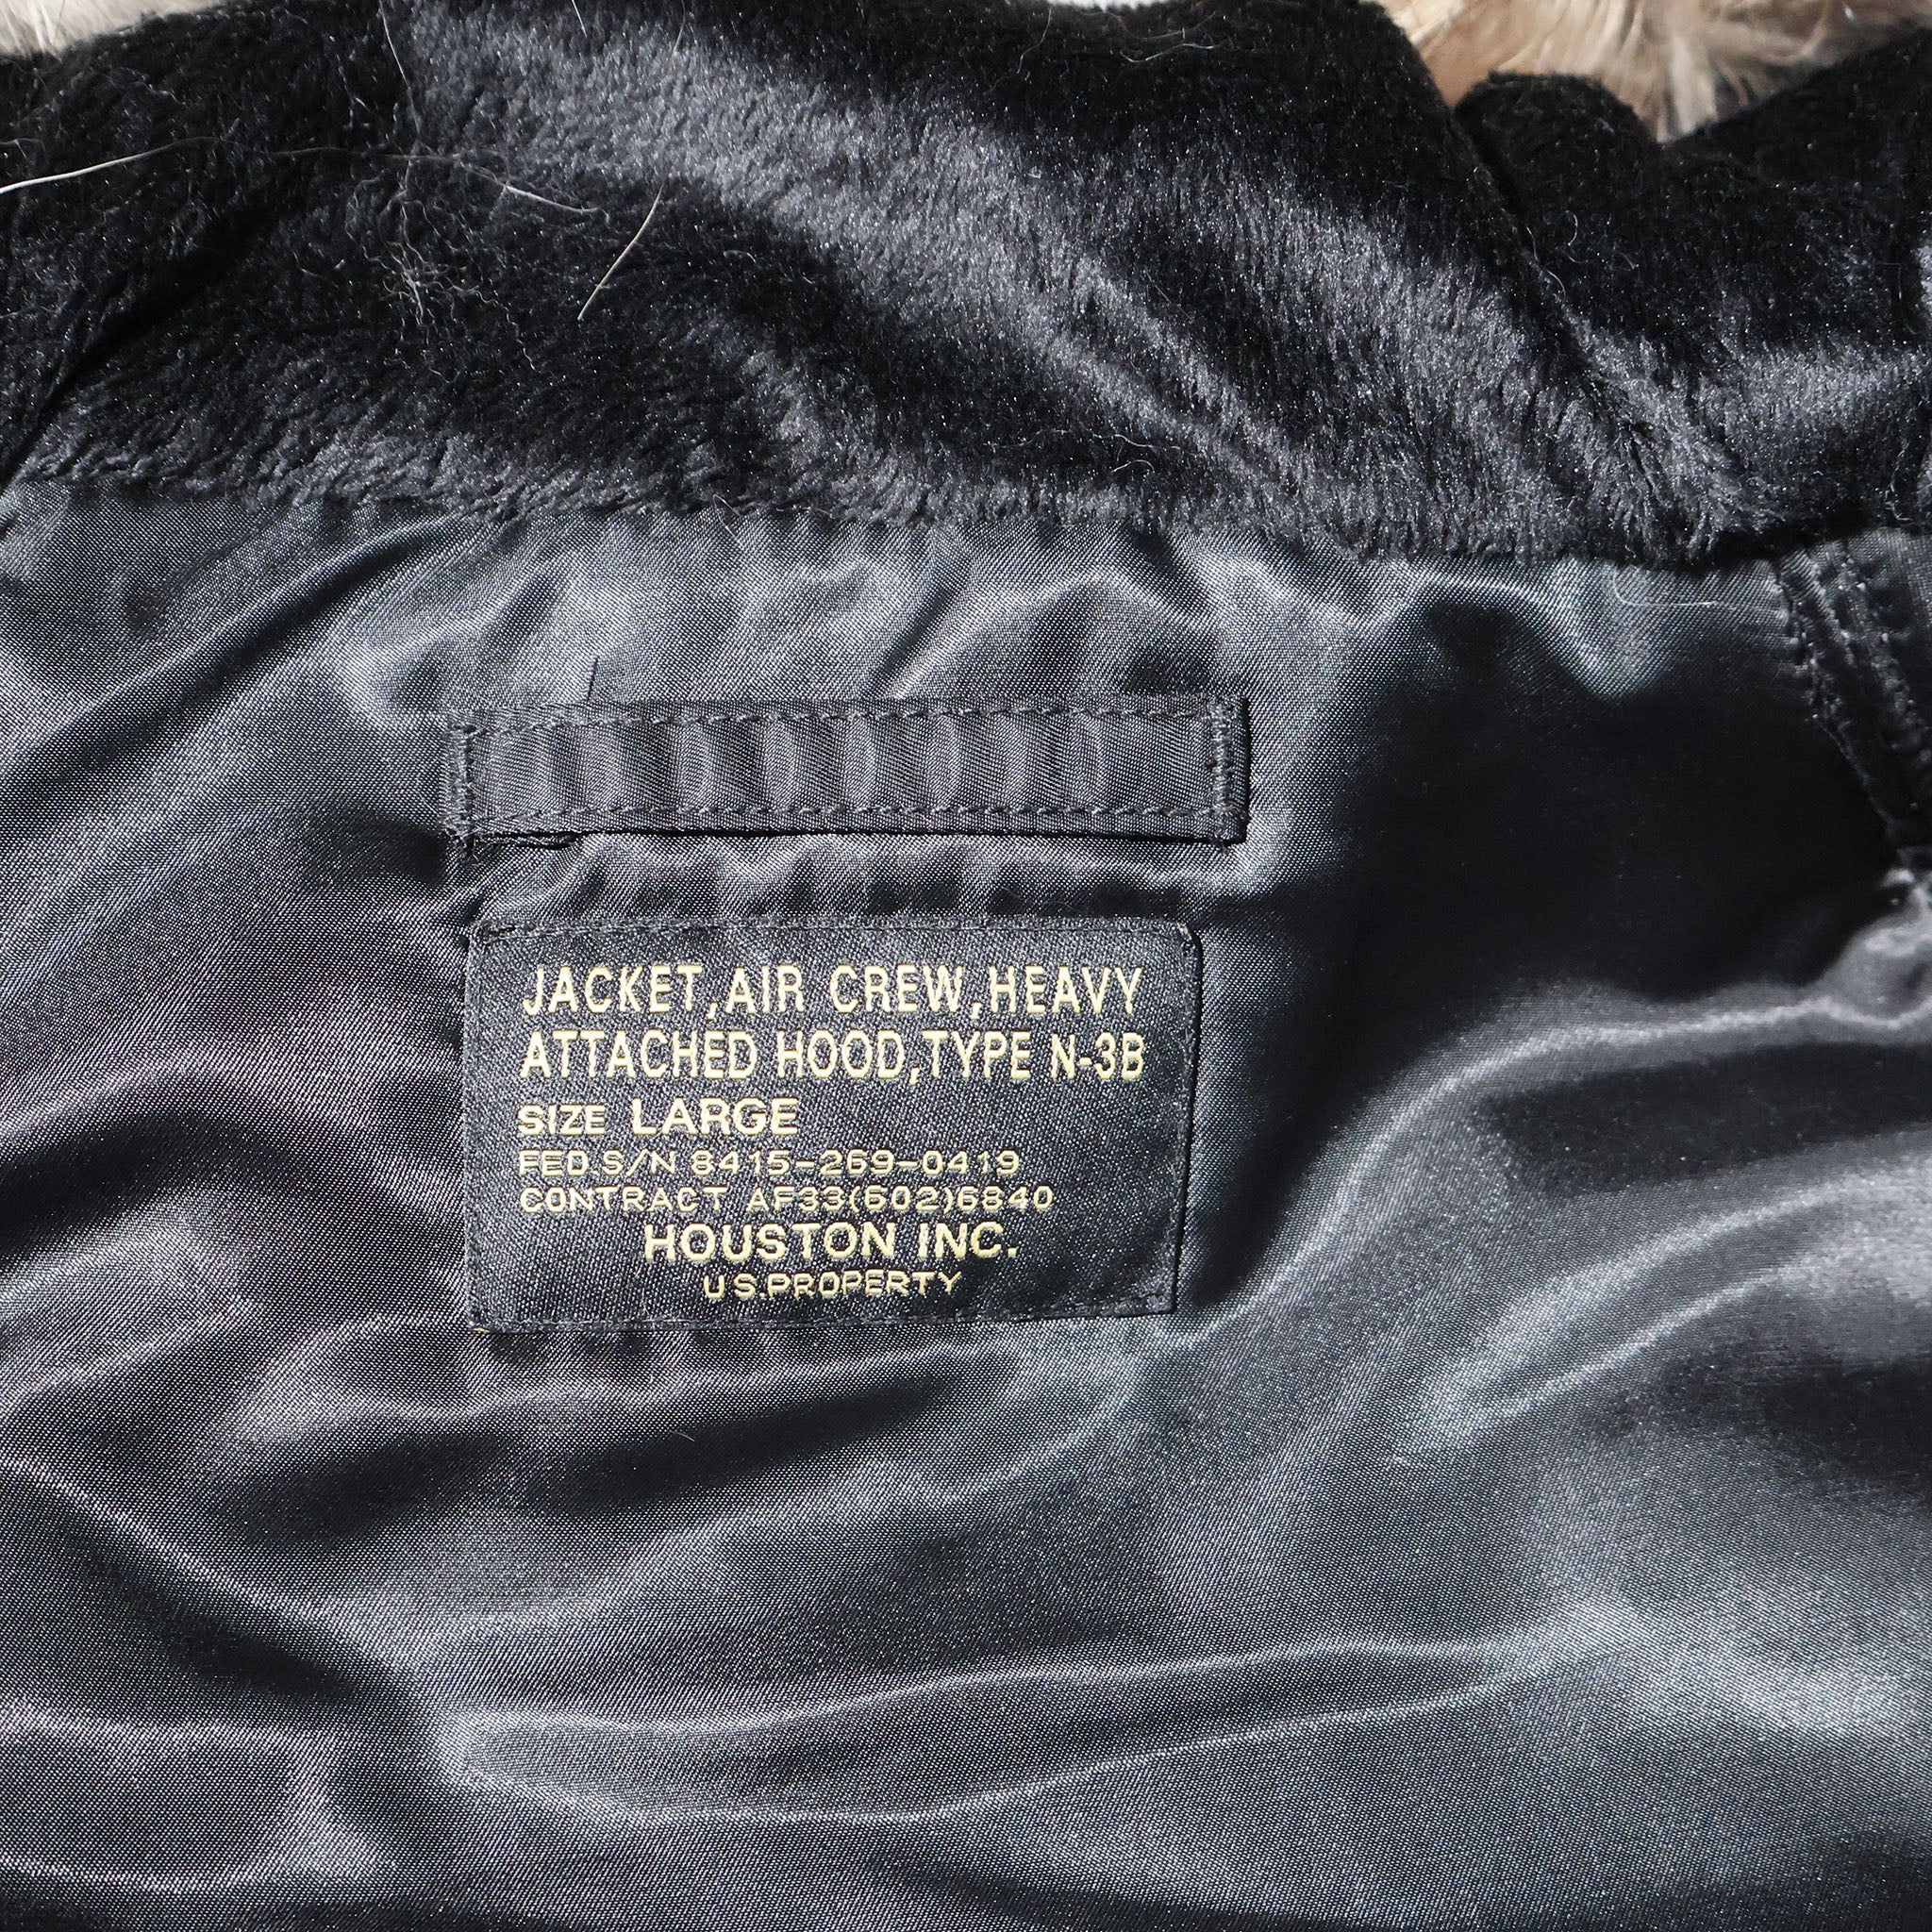 JACKET,AIR CREW,HEAVY
ATTACHED HOOD,TYPE N-3B
SIZE LARGE
FED.S/N 8415-269-0419
CONTRACT AF33(602)6840
HOUSTON INC.
U S.PROPERTY